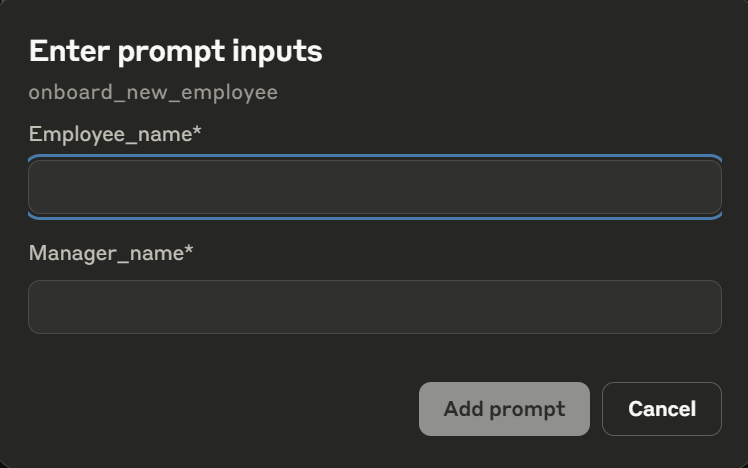 Enter prompt inputs
onboard_new_employee
Employee_name*
Manager_name*
Add prompt
Cancel